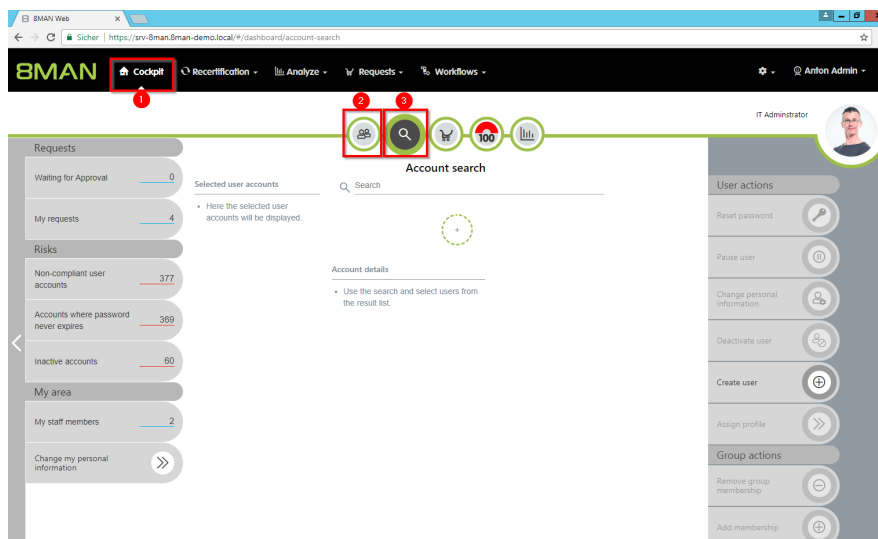 8MAN Web
Sicher | https://srv-8man.8man-demo.local/#/dashboard/account-search
8MAN
Cockpit
Recertification
Analyze
Requests
Workflows
Anton Admin
1
2
3
IT Adminstrator
100
Requests
Waiting for Approval 0
My requests 4
Risks
Non-compliant user
accounts 377
Accounts where password
never expires 369
Inactive accounts 60
My area
My staff members 2
Change my personal
information
Account search
Selected user accounts
• Here the selected user
accounts will be displayed.
Search
Account details
• Use the search and select users from
the result list.
User actions
Reset password
Pause user
Change personal
information
Deactivate user
Create user
Assign profile
Group actions
Remove group
membership
Add membership